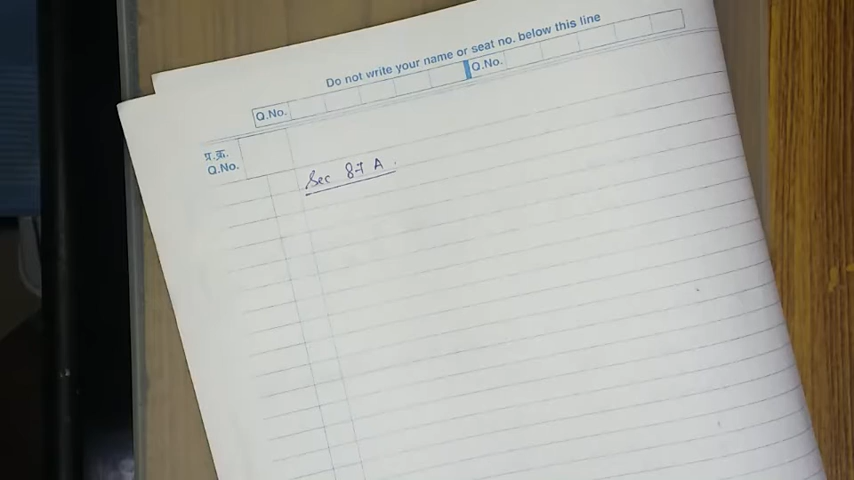 Do not write your name or seat no. below this line
Q.No.
Q.No.
प्र.क्र.
Q.No.
Sec 87 A.